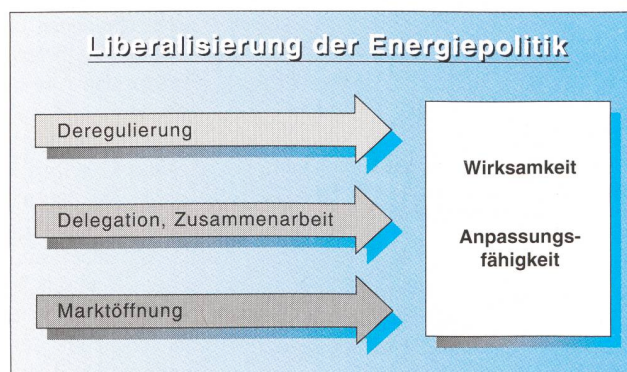 Liberalisierung der Energiepolitik
Deregulierung
Delegation, Zusammenarbeit
Marktöffnung
Wirksamkeit
Anpassungs-
fähigkeit